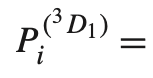 P_i^{(^3D_1)} =